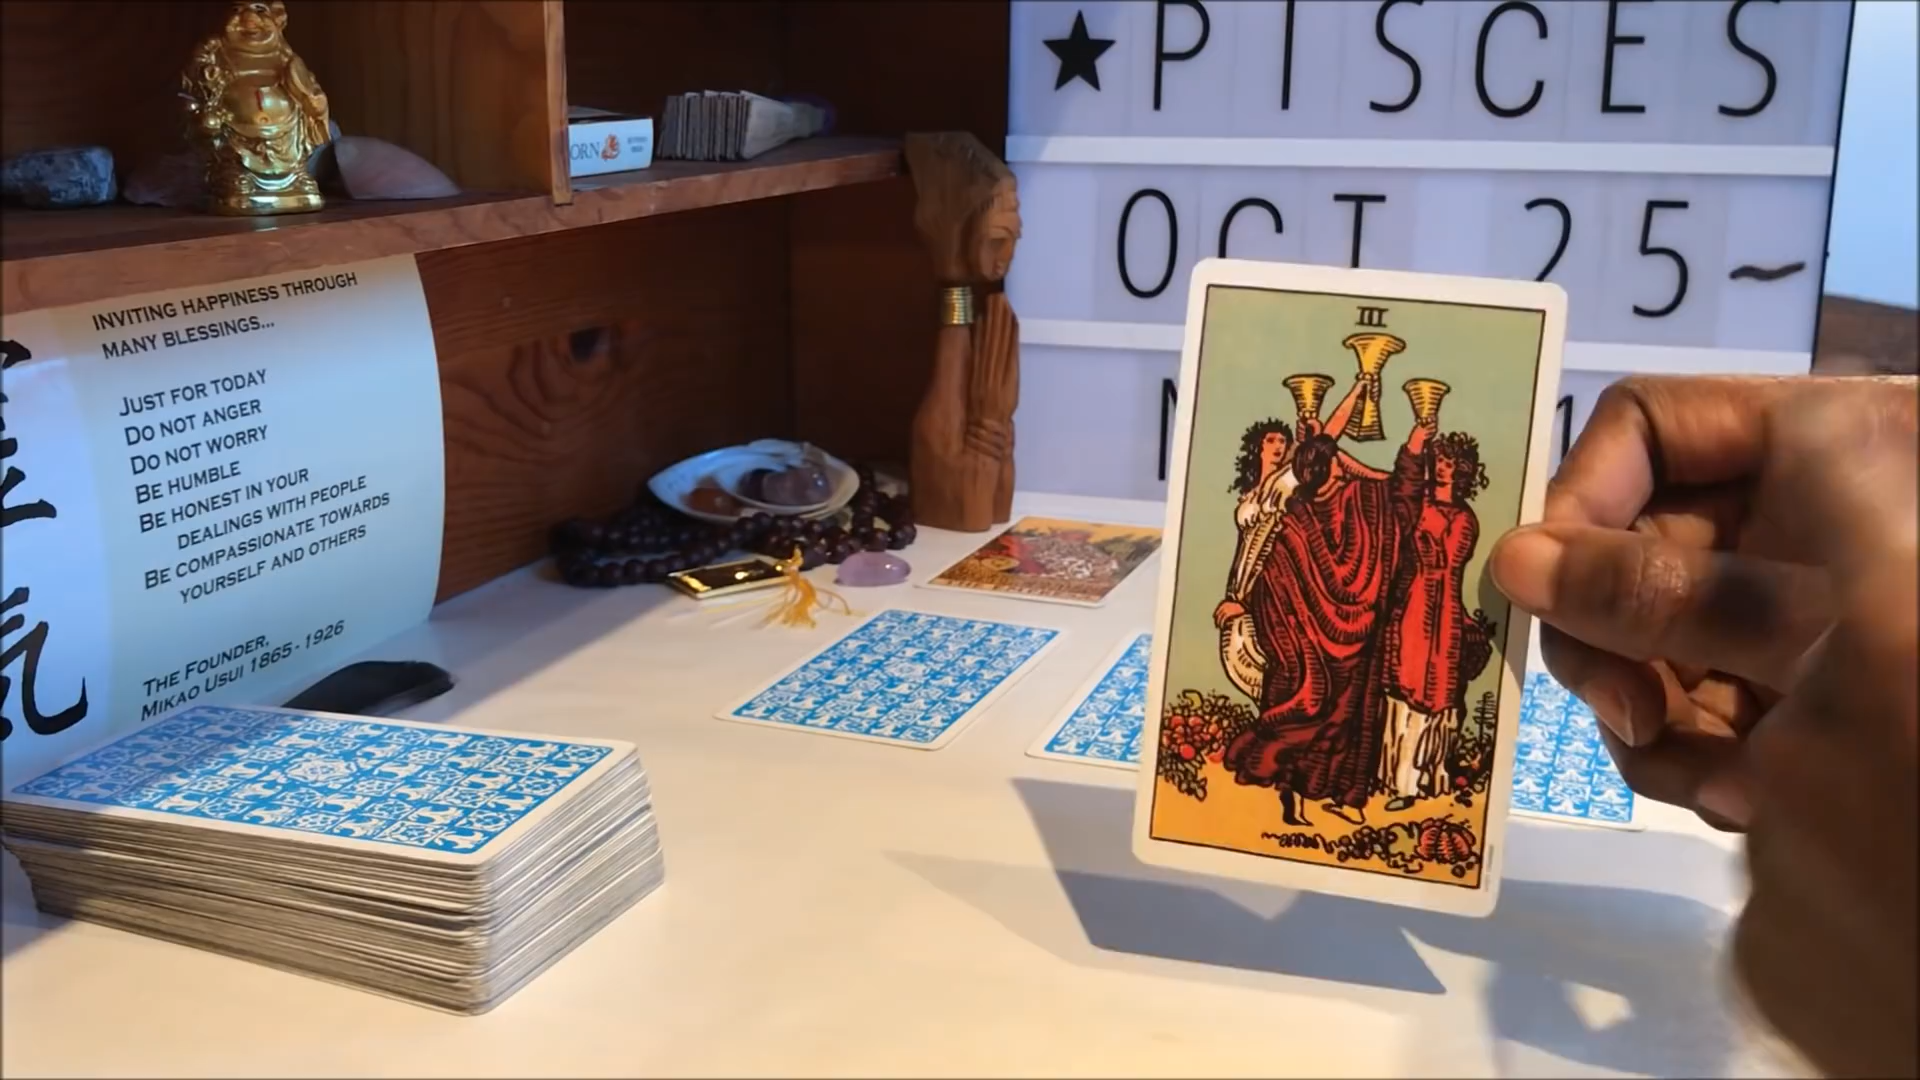 INVITING HAPPINESS THROUGH
MANY BLESSINGS...
JUST FOR TODAY
DO NOT ANGER
DO NOT WORRY
BE HUMBLE
BE HONEST IN YOUR
DEALINGS WITH PEOPLE
BE COMPASSIONATE TOWARDS
YOURSELF AND OTHERS
THE FOUNDER,
MIKAO USUI 1865 - 1926
ORN
★PISCES
OCT 25~
III